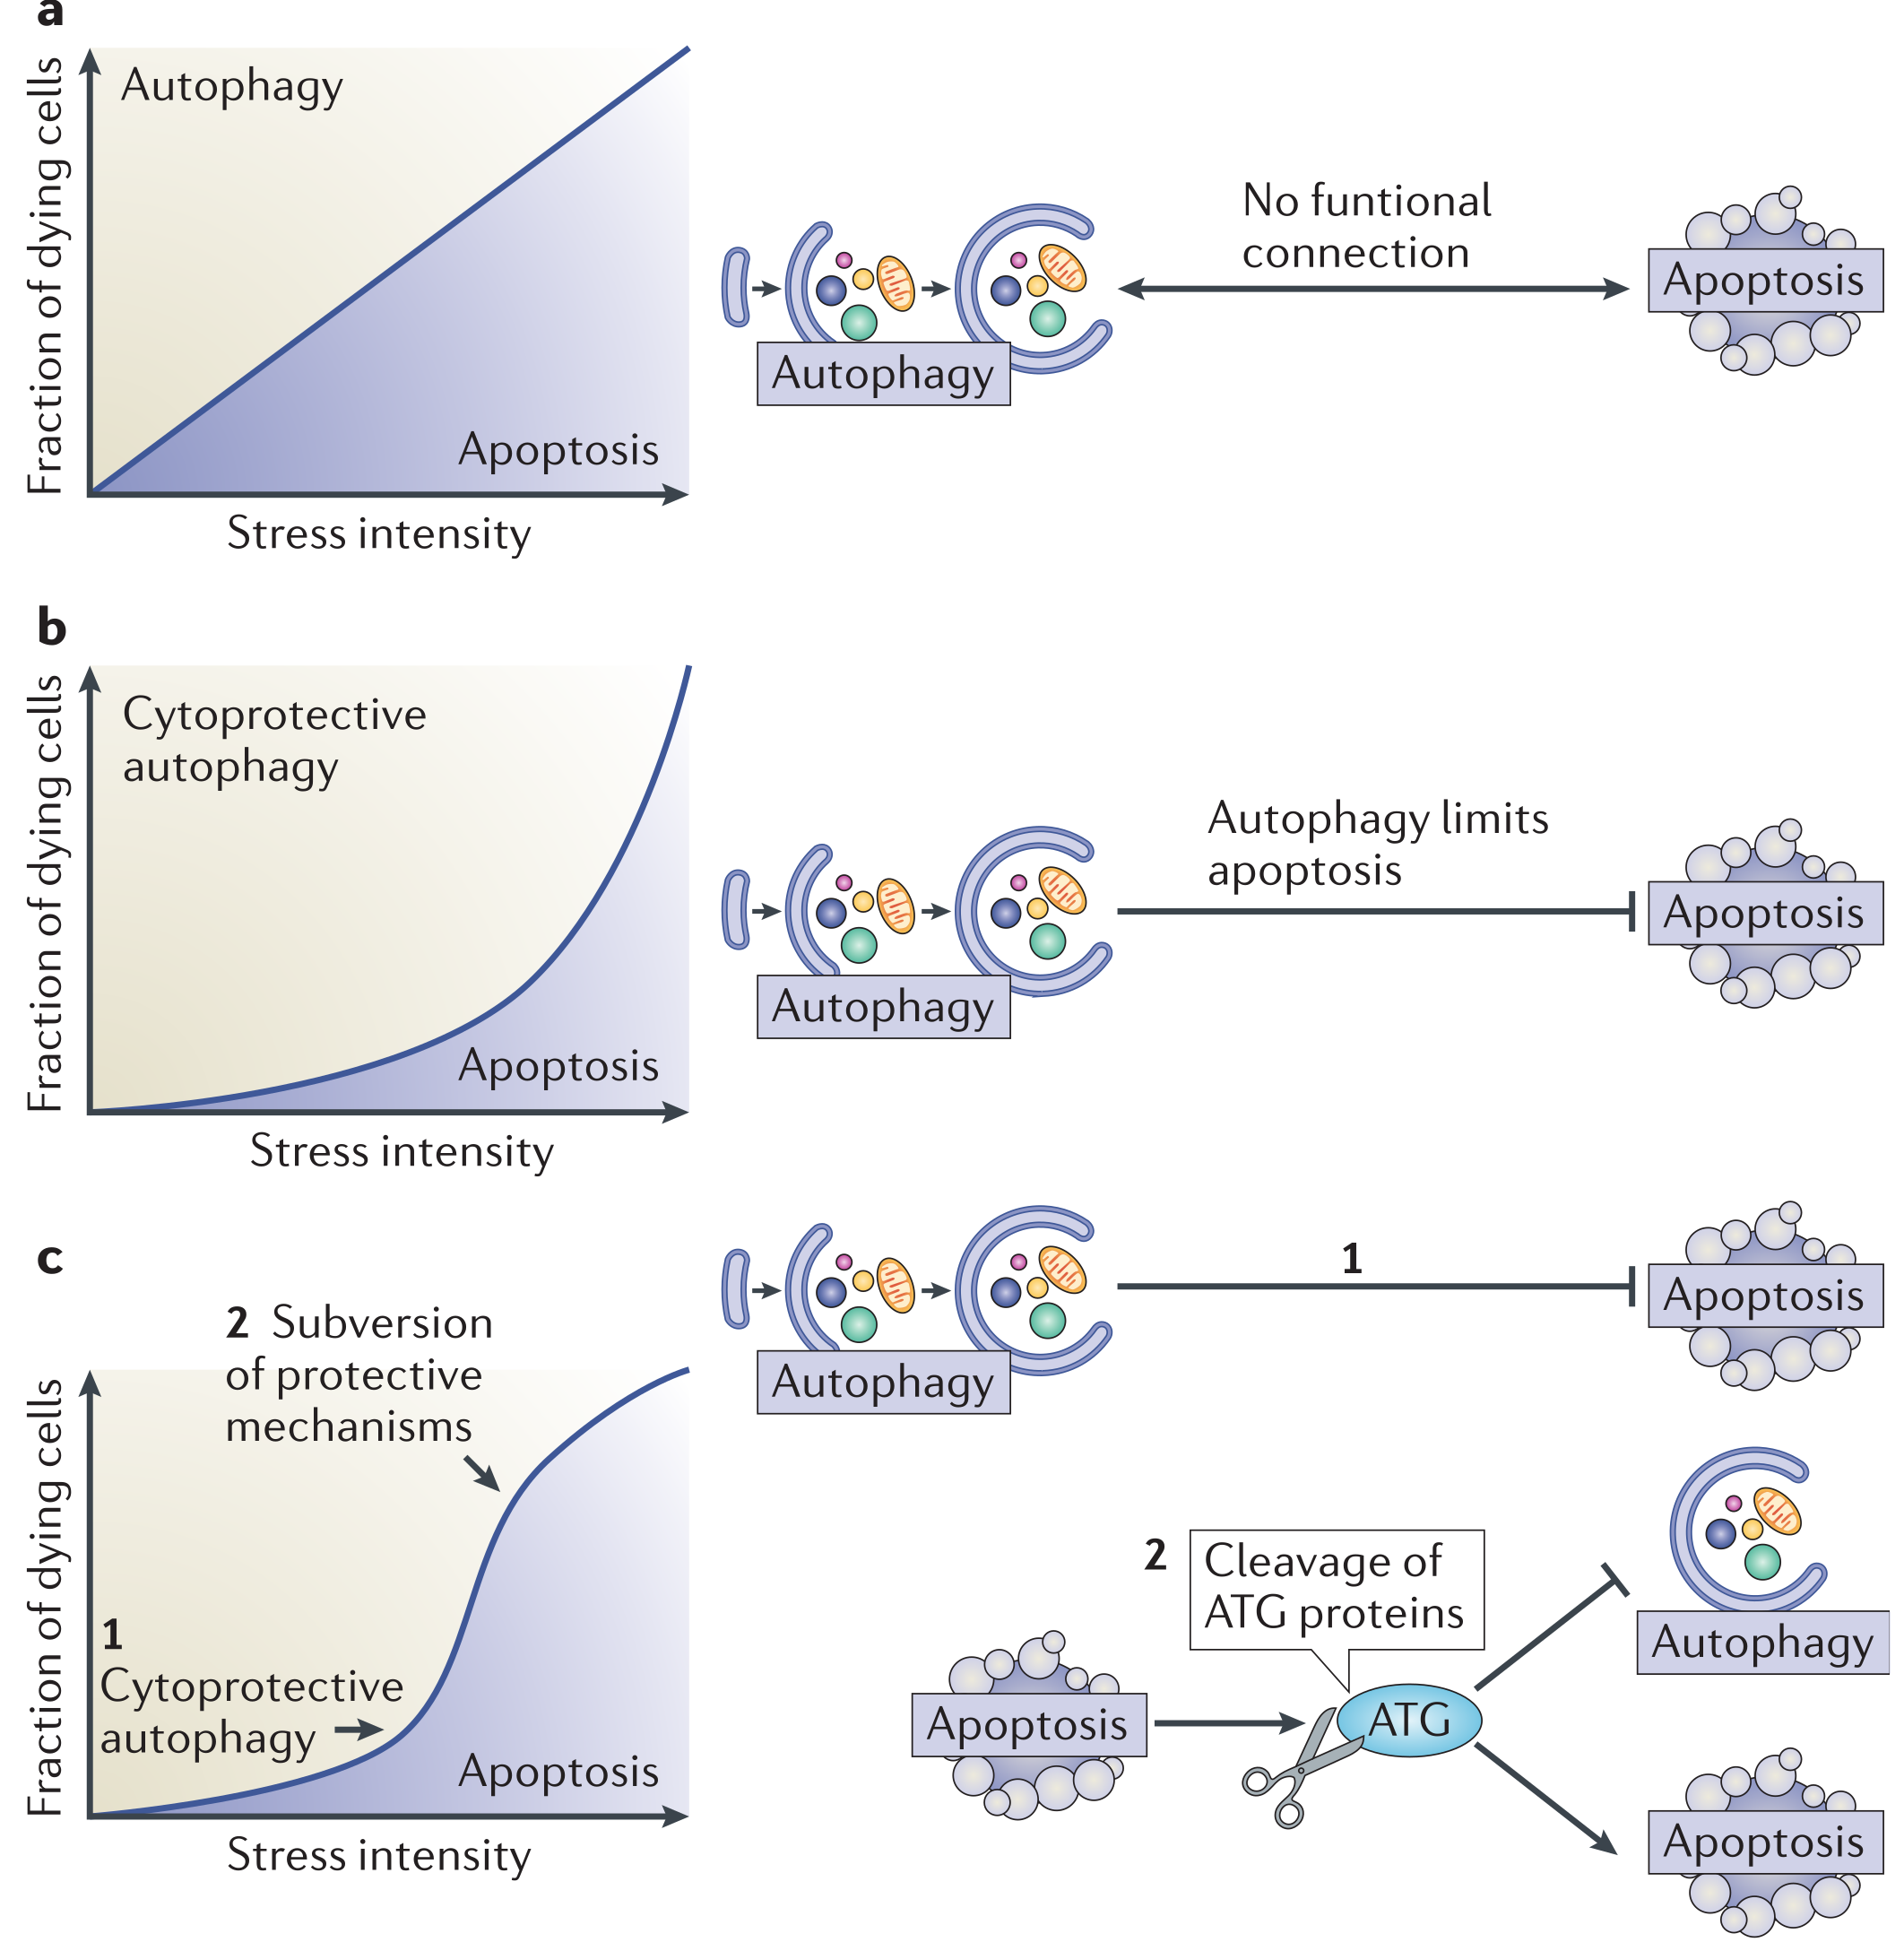 a
Fraction of dying cells
Autophagy
Apoptosis
Stress intensity
Autophagy
No funtional
connection
Apoptosis
b
Fraction of dying cells
Cytoprotective
autophagy
Apoptosis
Stress intensity
Autophagy
Autophagy limits
apoptosis
Apoptosis
c
Fraction of dying cells
2 Subversion
of protective
mechanisms
1
Cytoprotective
autophagy
Apoptosis
Stress intensity
Autophagy
1
Apoptosis
2
Cleavage of
ATG proteins
Apoptosis
ATG
Autophagy
Apoptosis